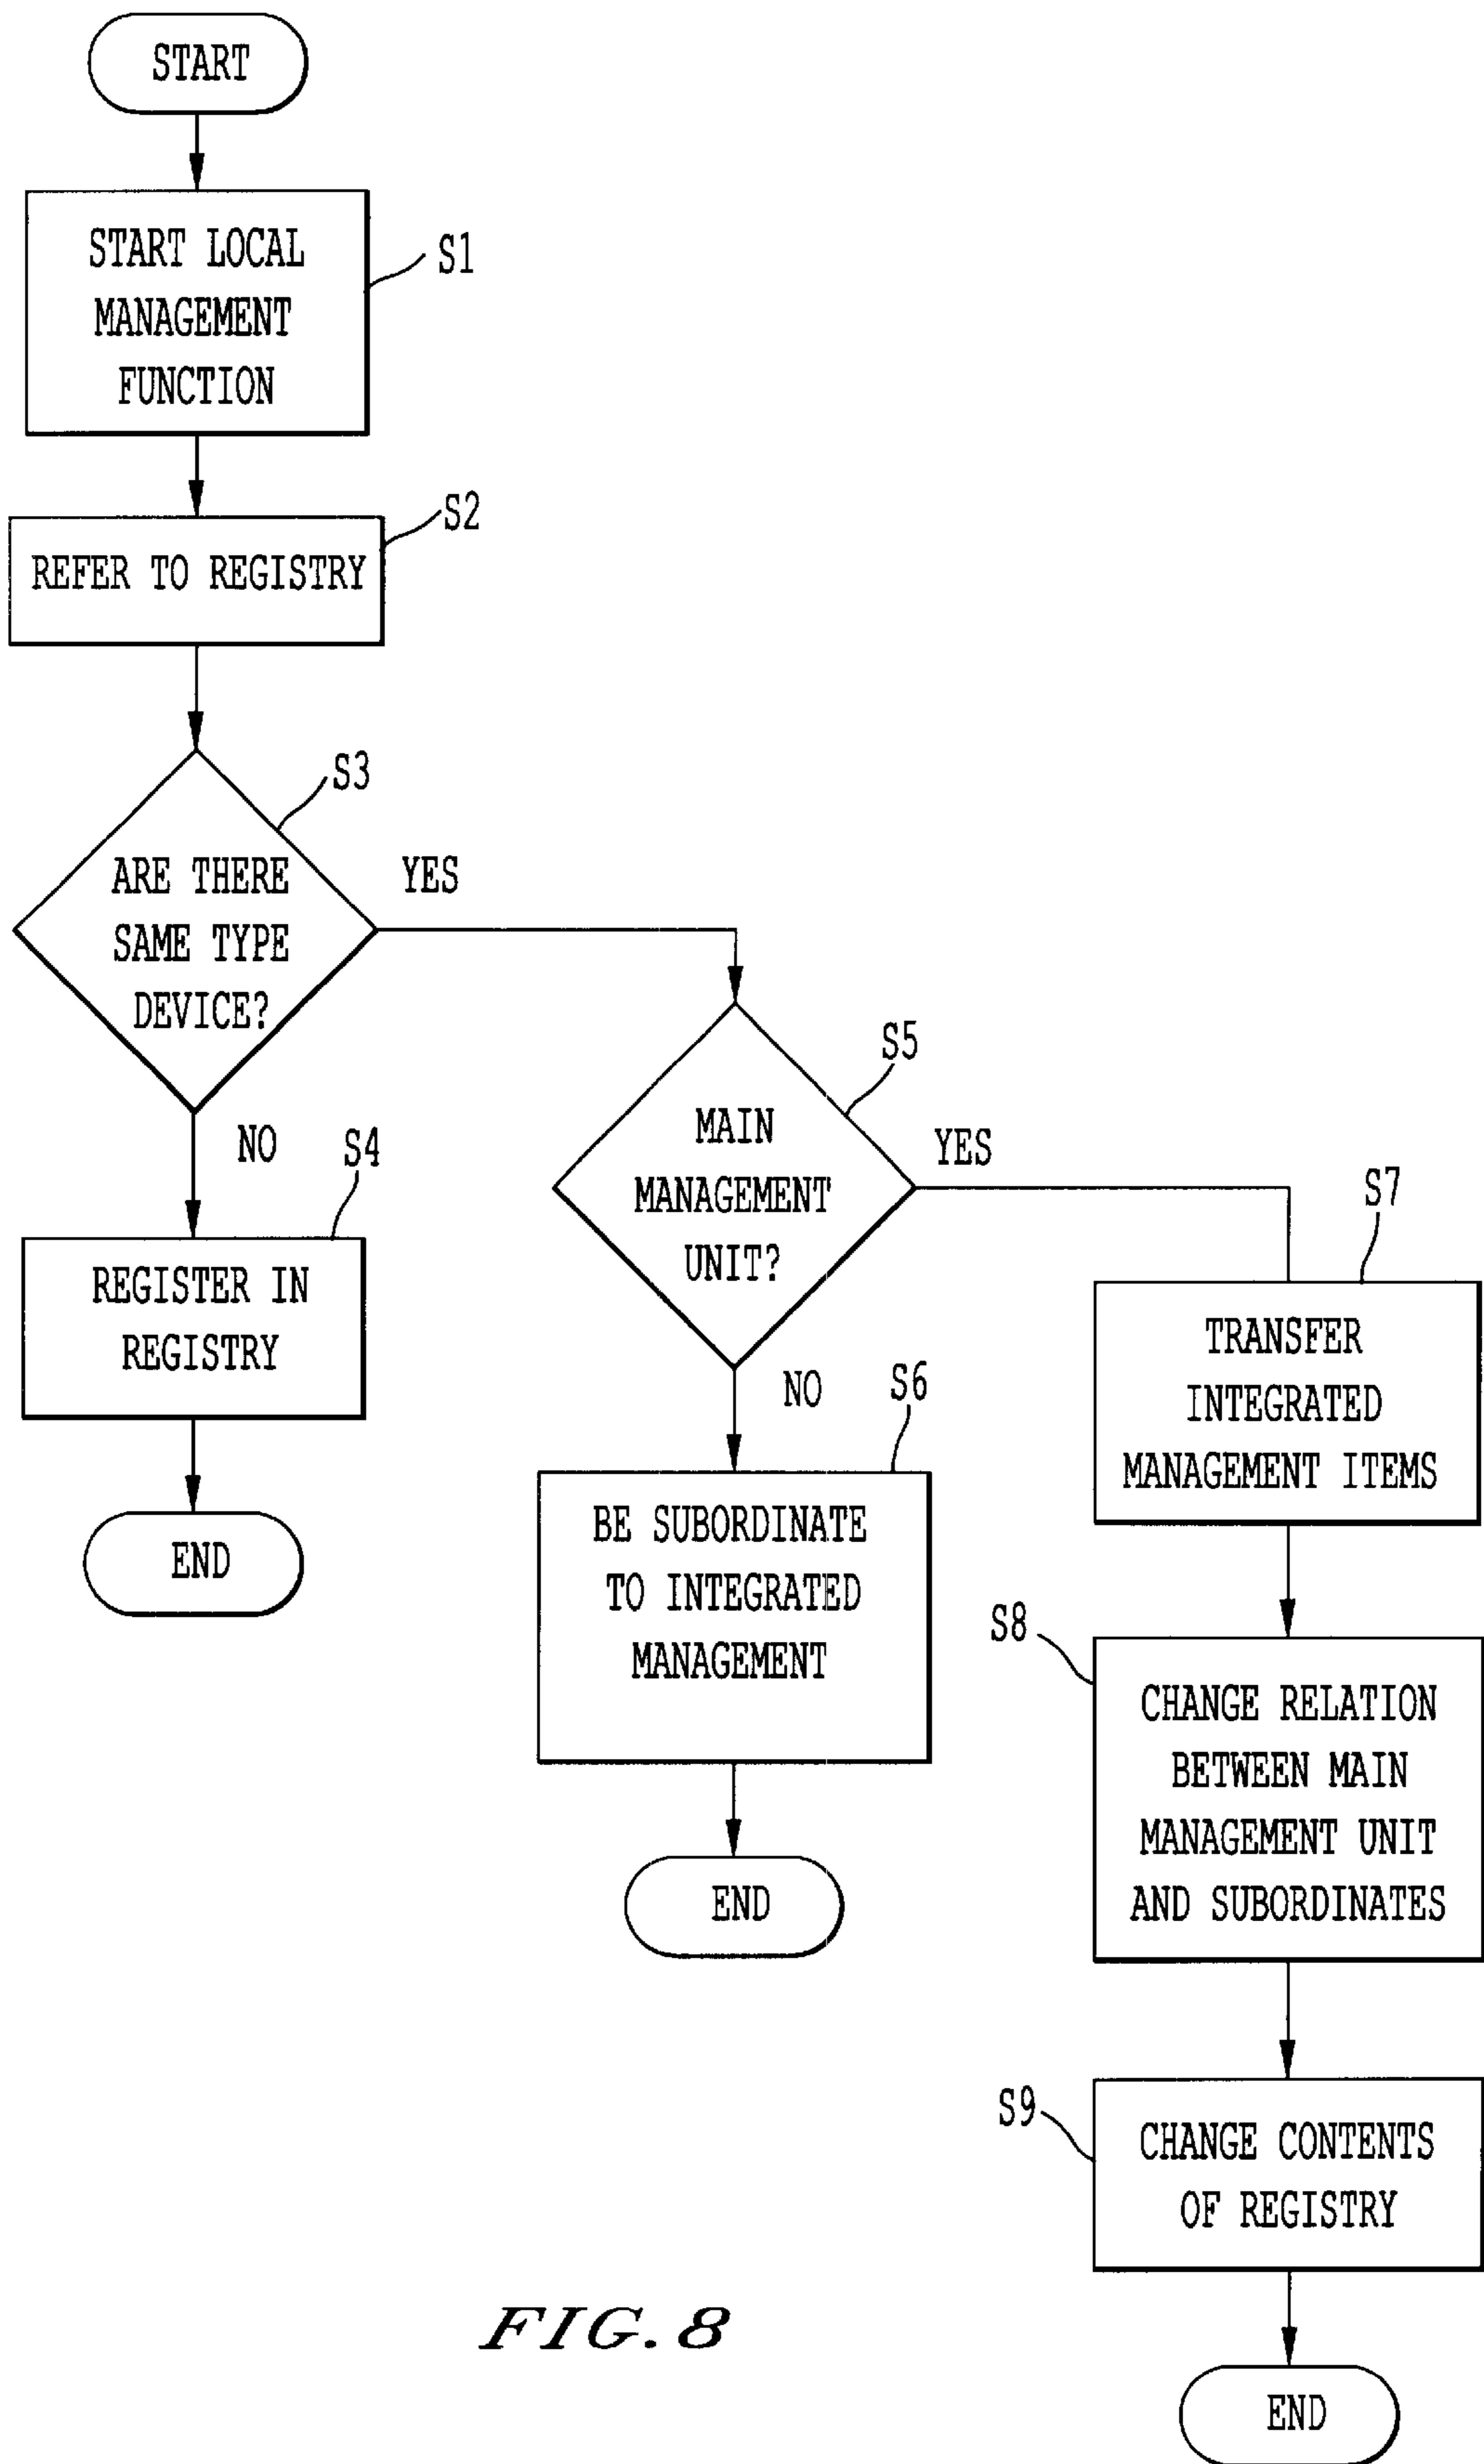 START
START LOCAL
MANAGEMENT
FUNCTION
S1
REFER TO REGISTRY
S2
ARE THERE
SAME TYPE
DEVICE?
S3
YES
NO
REGISTER IN
REGISTRY
S4
END
MAIN
MANAGEMENT
UNIT?
S5
YES
NO
BE SUBORDINATE
TO INTEGRATED
MANAGEMENT
S6
END
TRANSFER
INTEGRATED
MANAGEMENT ITEMS
S7
CHANGE RELATION
BETWEEN MAIN
MANAGEMENT UNIT
AND SUBORDINATES
S8
CHANGE CONTENTS
OF REGISTRY
S9
END
FIG. 8